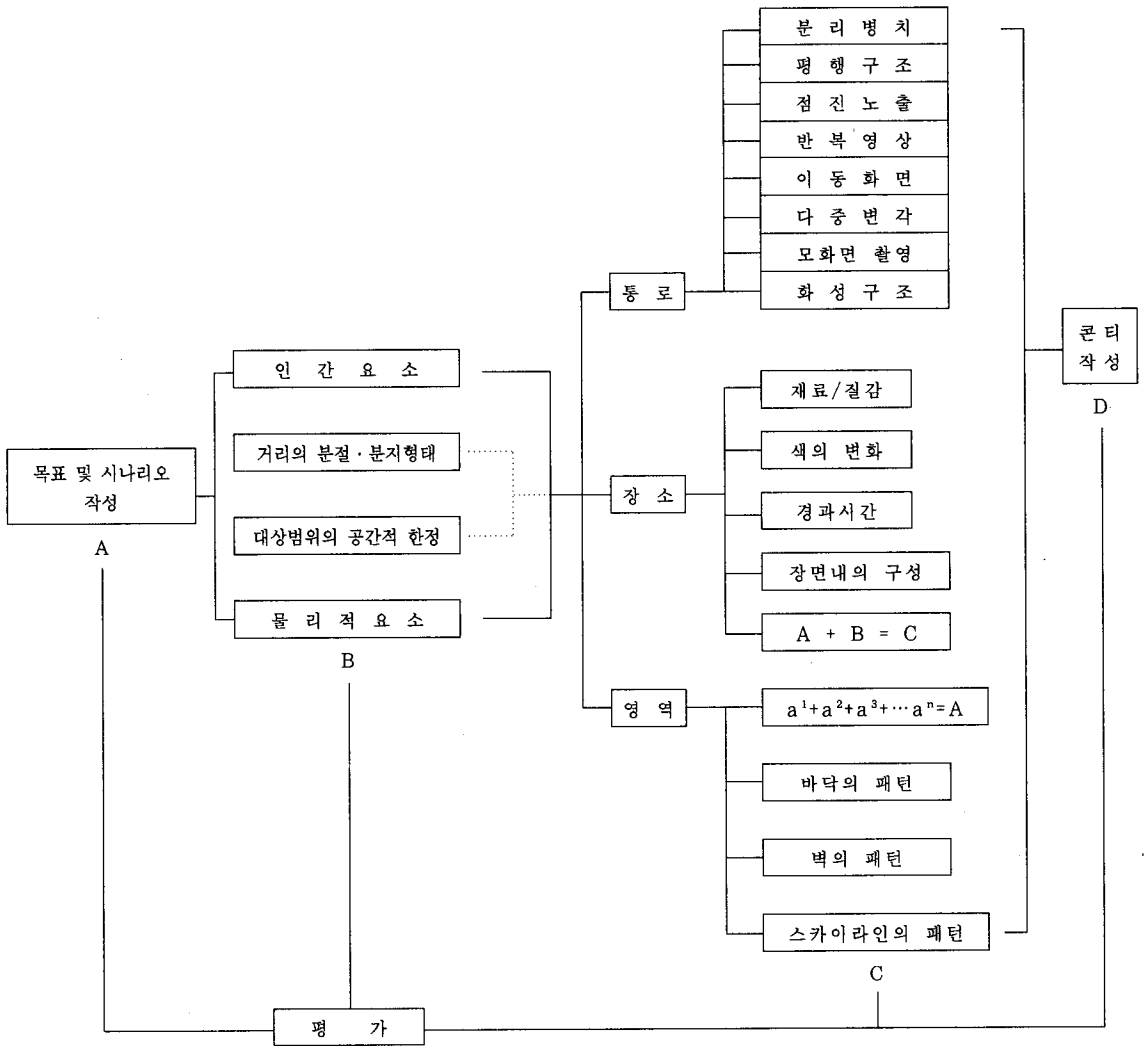 분 리 병 치
평 행 구 조
점 진 노 출
반 복 영 상
이 동 화 면
다 중 변 각
모화면 촬영
화 성 구 조
통 로
콘 티
작 성
D
인 간 요 소
거리의 분절·분지형태
대상범위의 공간적 한정
물 리 적 요 소
B
목표 및 시나리오
작성
A
장 소
재료/질감
색의 변화
경과시간
장면내의 구성
A + B = C
영 역
a¹+a²+a³+⋯aⁿ=A
바닥의 패턴
벽의 패턴
스카이라인의 패턴
C
평 가